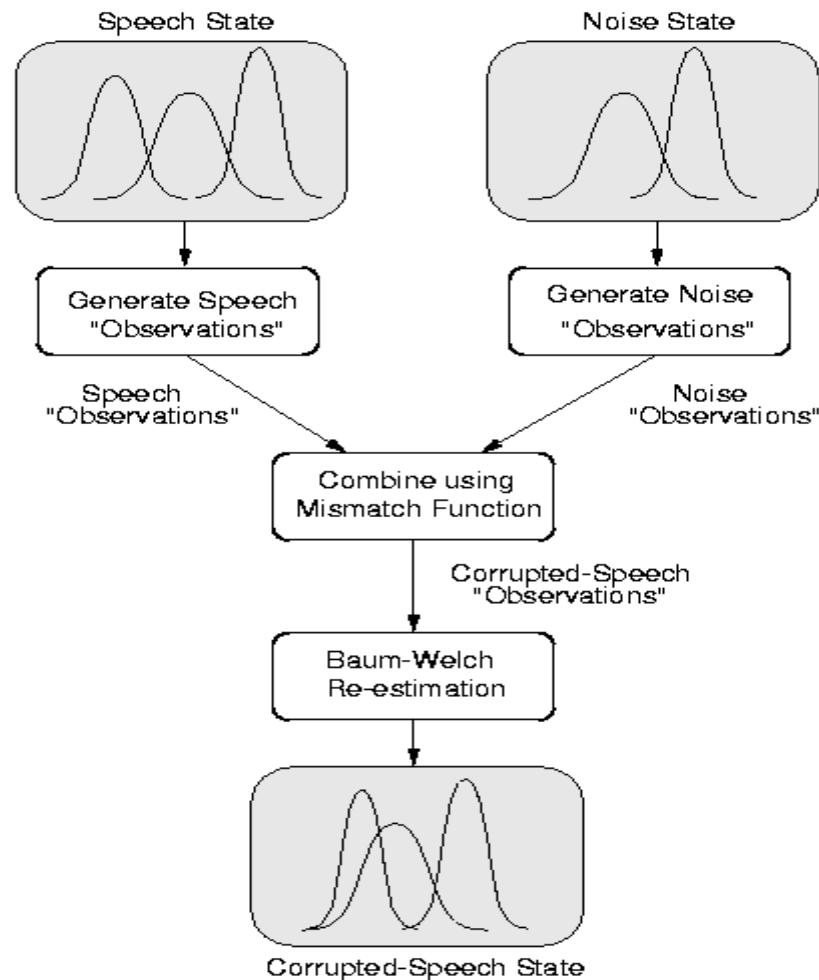 Speech State
Noise State
Generate Speech
"Observations"
Generate Noise
"Observations"
Speech
"Observations"
Noise
"Observations"
Combine using
Mismatch Function
Corrupted-Speech
"Observations"
Baum-Welch
Re-estimation
Corrupted-Speech State